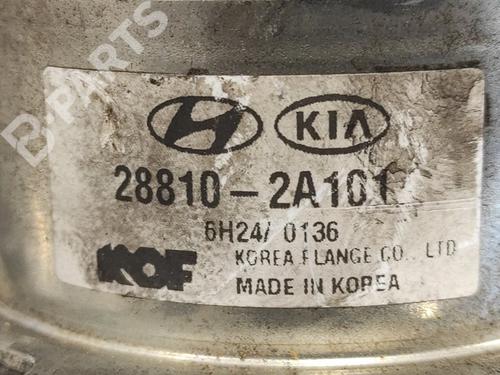 B-PARTS
KIA
28810-2A101
6H24/ 0136
KOF
KOREA FLANGE CO., LTD
MADE IN KOREA